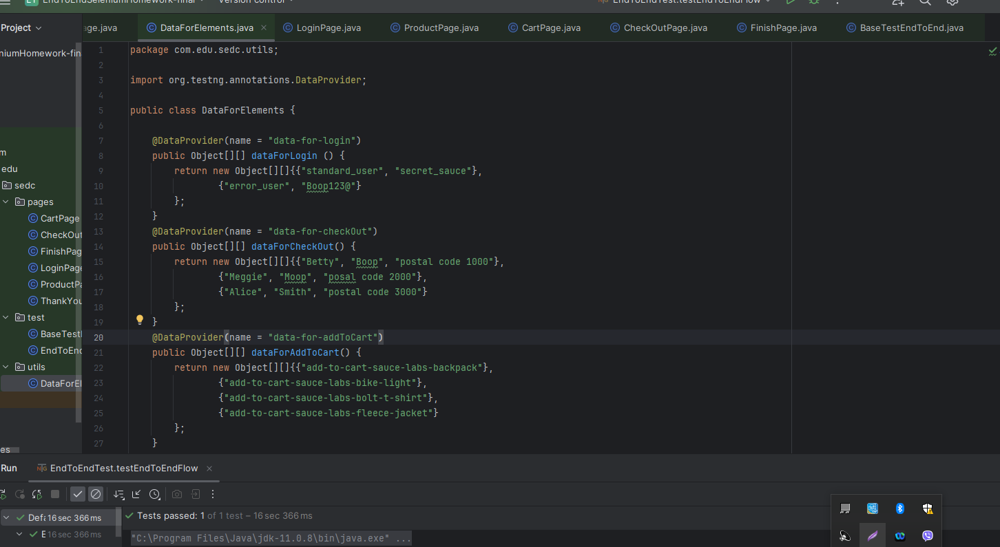 EndToEndSeleniumHomework-final
Version control
EndToEndTest.testEndToEndFlow
Project
age.java
DataForElements.java
LoginPage.java
ProductPage.java
CartPage.java
CheckOutPage.java
FinishPage.java
BaseTestEndToEnd.java
niumHomework-fin
m
edu
sedc
pages
CartPage
CheckOut
FinishPag
LoginPage
ProductPa
ThankYou
test
BaseTestE
EndToEnd
utils
DataForEl
es
1 package com.edu.sedc.utils;
2
3 import org.testng.annotations.DataProvider;
4
5 public class DataForElements {
6
7 @DataProvider(name = "data-for-login")
8 public Object[][] dataForLogin () {
9 return new Object[][]{{"standard_user", "secret_sauce"},
10 {"error_user", "Boop123@"}
11 };
12 }
13 @DataProvider(name = "data-for-checkOut")
14 public Object[][] dataForCheckOut() {
15 return new Object[][]{{"Betty", "Boop", "postal code 1000"},
16 {"Meggie", "Moop", "posal code 2000"},
17 {"Alice", "Smith", "postal code 3000"}
18 };
19 }
20 @DataProvider(name = "data-for-addToCart")
21 public Object[][] dataForAddToCart() {
22 return new Object[][]{{"add-to-cart-sauce-labs-backpack"},
23 {"add-to-cart-sauce-labs-bike-light"},
24 {"add-to-cart-sauce-labs-bolt-t-shirt"},
25 {"add-to-cart-sauce-labs-fleece-jacket"}
26 };
27 }
Run
EndToEndTest.testEndToEndFlow
Defa 16 sec 366 ms
E 16 sec 366 ms
Tests passed: 1 of 1 test – 16 sec 366 ms
"C:\Program Files\Java\jdk-11.0.8\bin\java.exe" ...